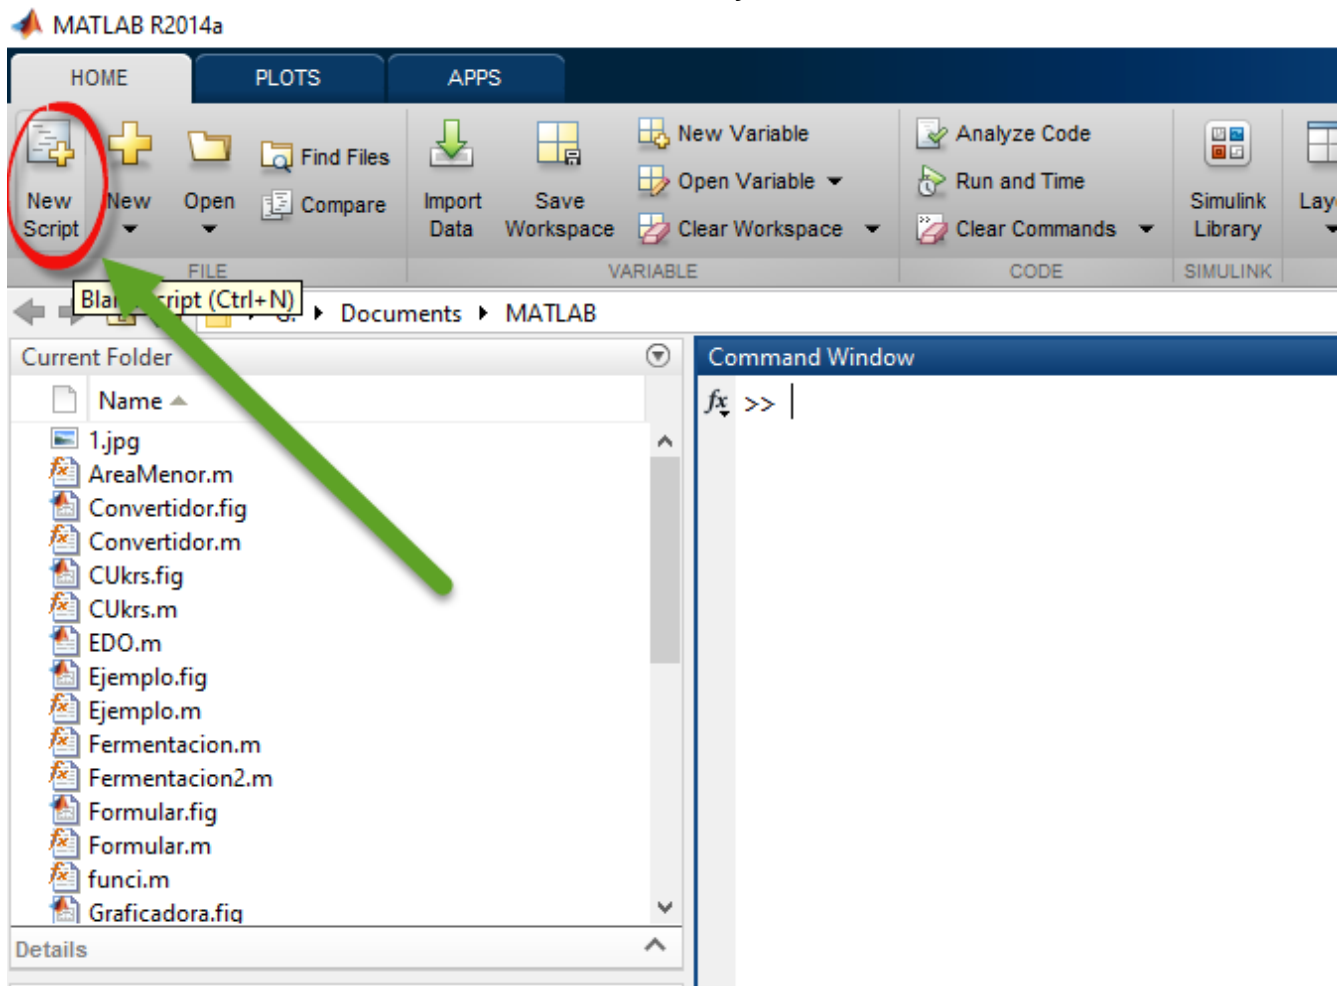 MATLAB R2014a
HOME
PLOTS
APPS
New Script
New
Open
Find Files
Compare
Import Data
Save Workspace
New Variable
Open Variable
Clear Workspace
Analyze Code
Run and Time
Clear Commands
Simulink Library
FILE
VARIABLE
CODE
SIMULINK
(Ctrl+N)
Documents
MATLAB
Current Folder
Name
1.jpg
AreaMenor.m
Convertidor.fig
Convertidor.m
CUkrs.fig
CUkrs.m
EDO.m
Ejemplo.fig
Ejemplo.m
Fermentacion.m
Fermentacion2.m
Formular.fig
Formular.m
funci.m
Graficadora.fig
Details
Command Window
fx >>